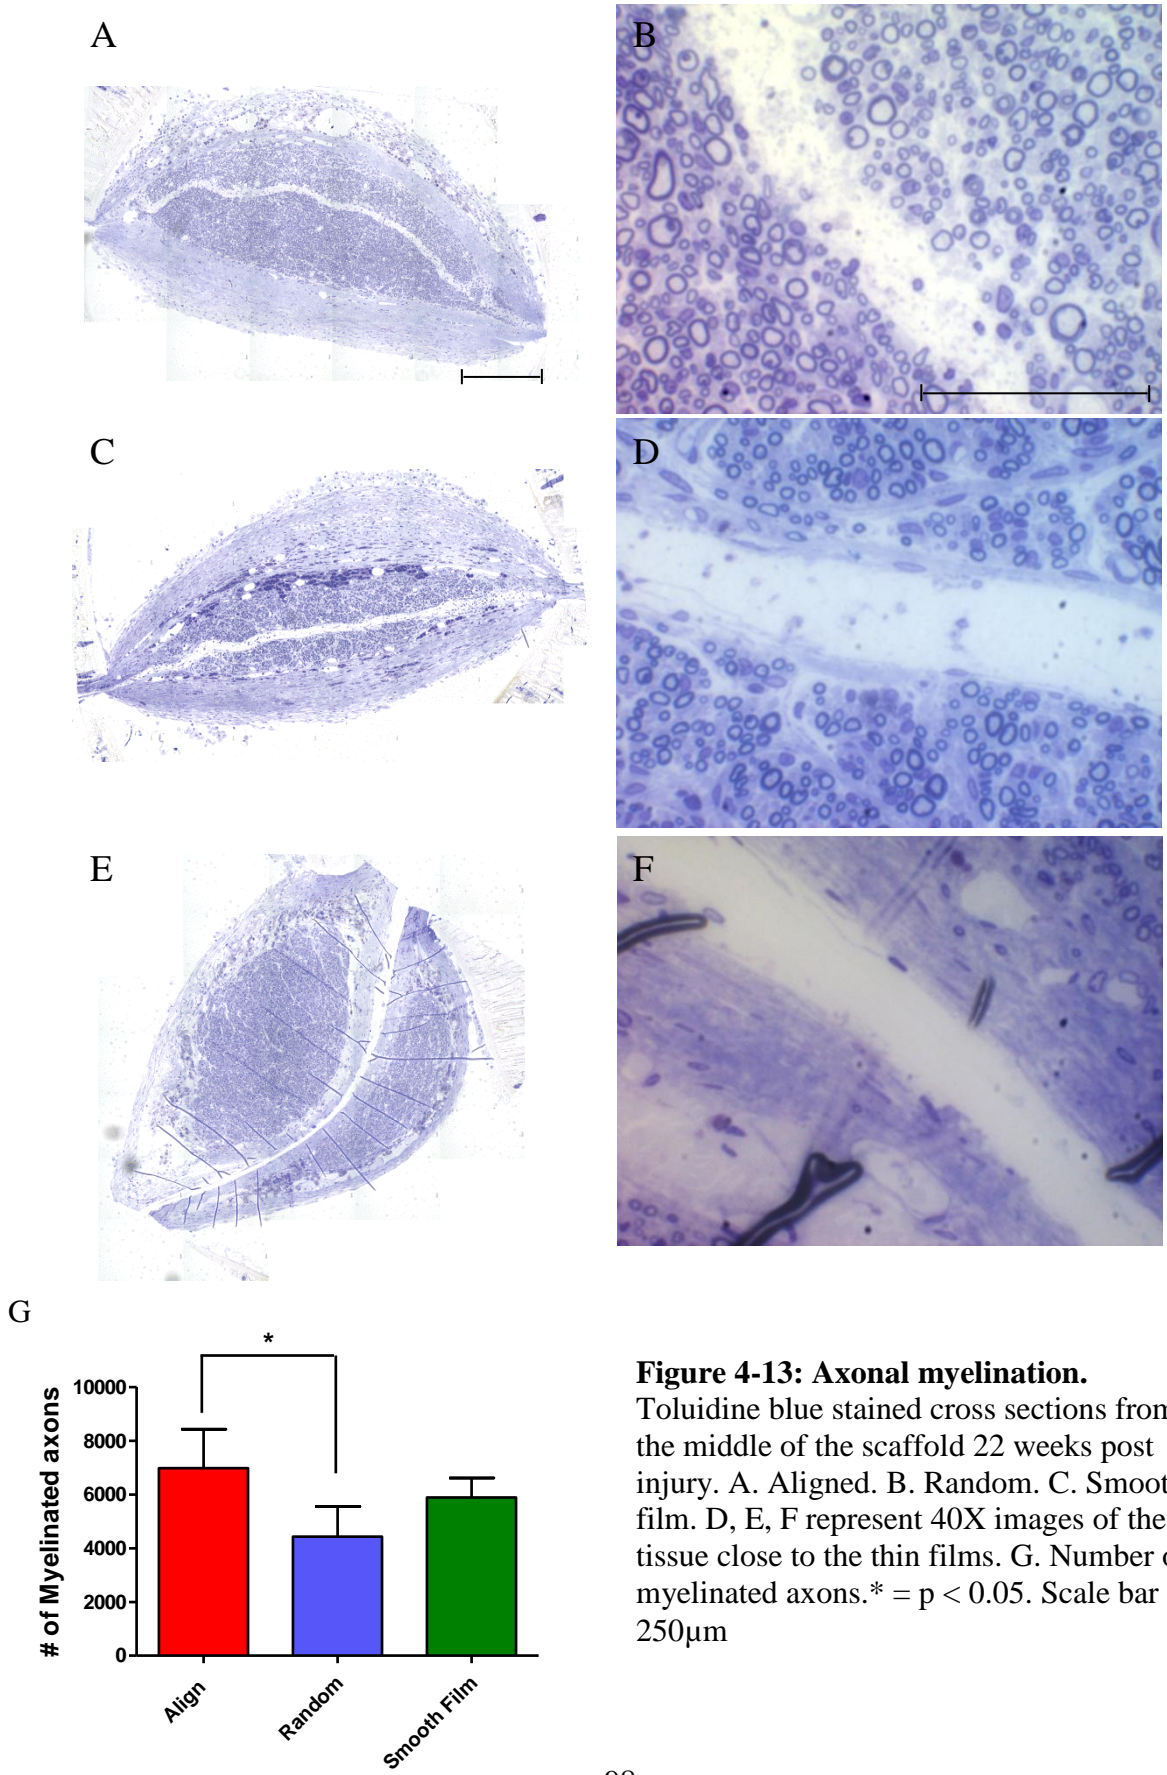 A
B
C
D
E
F
G
*
10000
8000
6000
4000
2000
0
# of Myelinated axons
Align
Random
Smooth Film
Figure 4-13: Axonal myelination.
Toluidine blue stained cross sections from
the middle of the scaffold 22 weeks post
injury. A. Aligned. B. Random. C. Smoot
film. D, E, F represent 40X images of the
tissue close to the thin films. G. Number
myelinated axons.* = p < 0.05. Scale bar
250µm